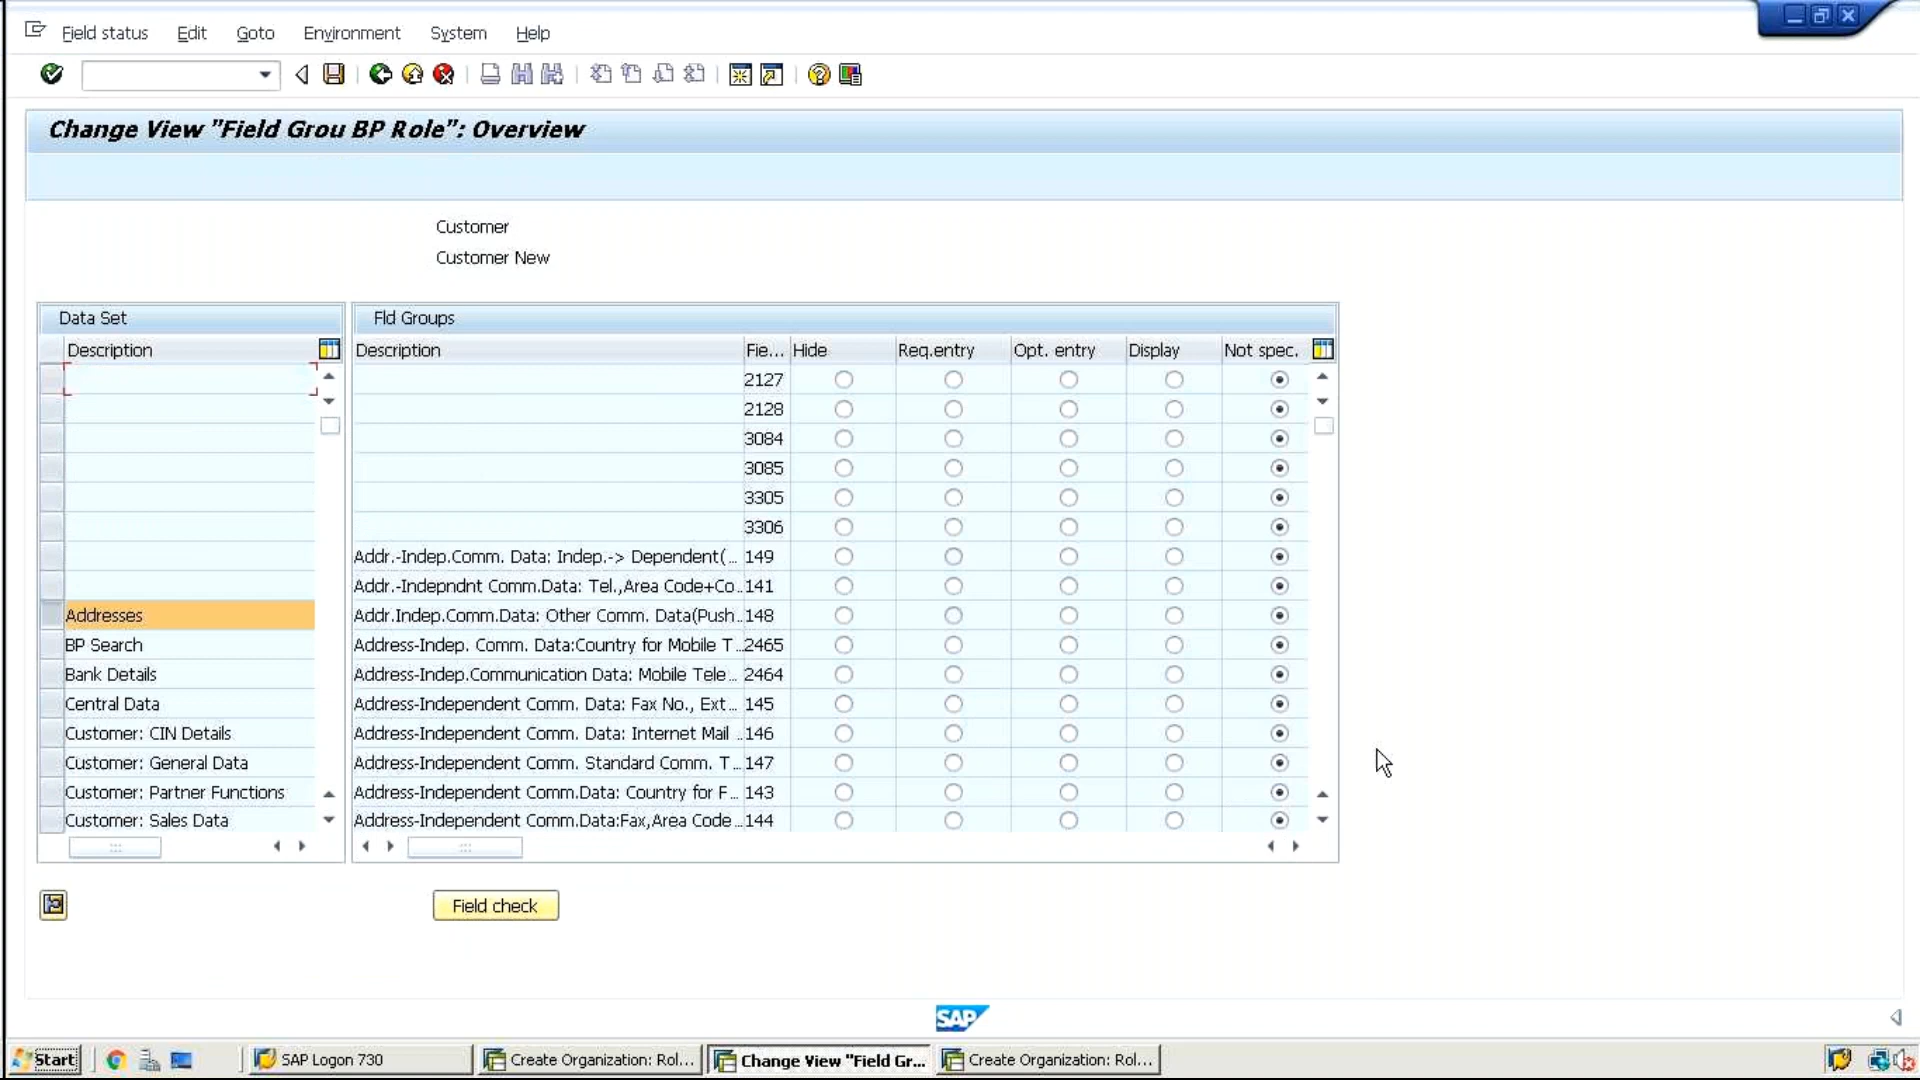 Field status Edit Goto Environment System Help
Change View "Field Grou BP Role": Overview
Customer
Customer New
Data Set Fld Groups
Description Description Fie... Hide Req.entry Opt. entry Display Not spec.
2127
2128
3084
3085
3305
3306
Addr.-Indep.Comm. Data: Indep.-> Dependent(... 149
Addr.-Indepndnt Comm.Data: Tel.,Area Code+Co... 141
Addresses Addr.Indep.Comm.Data: Other Comm. Data(Push... 148
BP Search Address-Indep. Comm. Data:Country for Mobile T... 2465
Bank Details Address-Indep.Communication Data: Mobile Tele... 2464
Central Data Address-Independent Comm. Data: Fax No., Ext... 145
Customer: CIN Details Address-Independent Comm. Data: Internet Mail ... 146
Customer: General Data Address-Independent Comm. Standard Comm. T... 147
Customer: Partner Functions Address-Independent Comm.Data: Country for F... 143
Customer: Sales Data Address-Independent Comm.Data:Fax,Area Code... 144
Field check
SAP
Start SAP Logon 730 Create Organization: Rol... Change View "Field Gr... Create Organization: Rol...